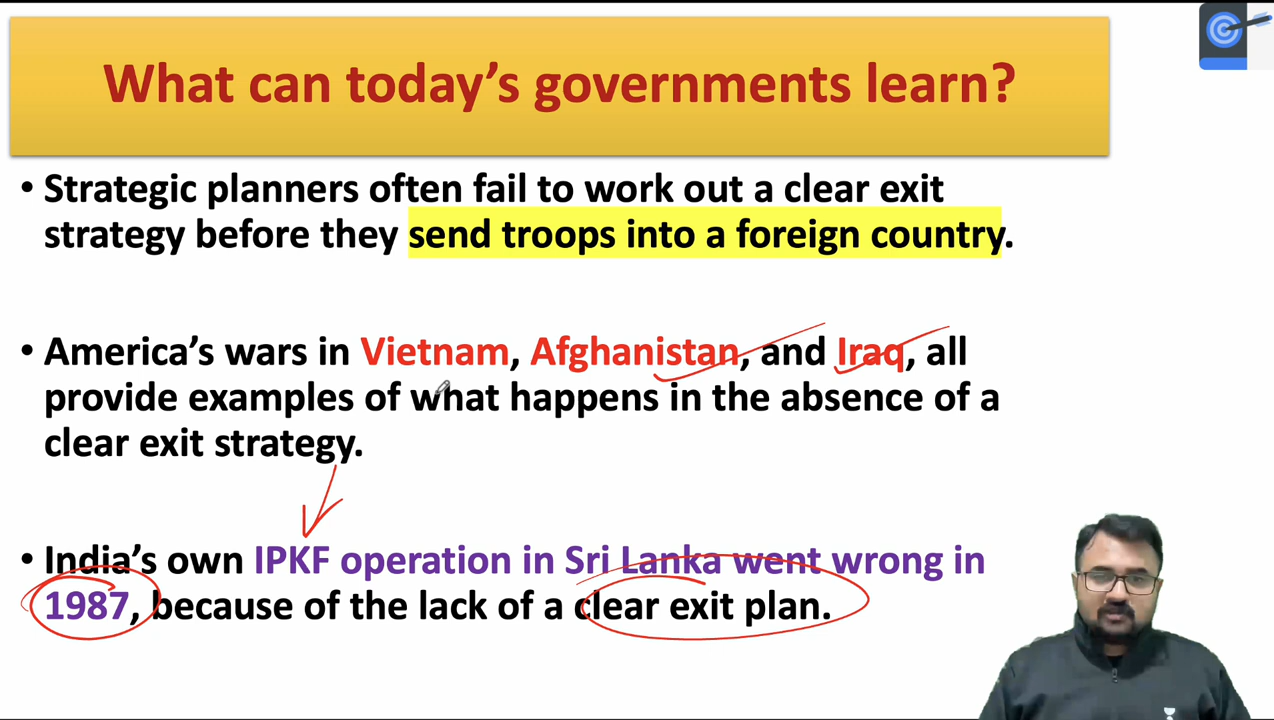 What can today's governments learn?
• Strategic planners often fail to work out a clear exit
strategy before they send troops into a foreign country.
• America's wars in Vietnam, Afghanistan, and Iraq, all
provide examples of what happens in the absence of a
clear exit strategy.
• India's own IPKF operation in Sri Lanka went wrong in
1987, because of the lack of a clear exit plan.